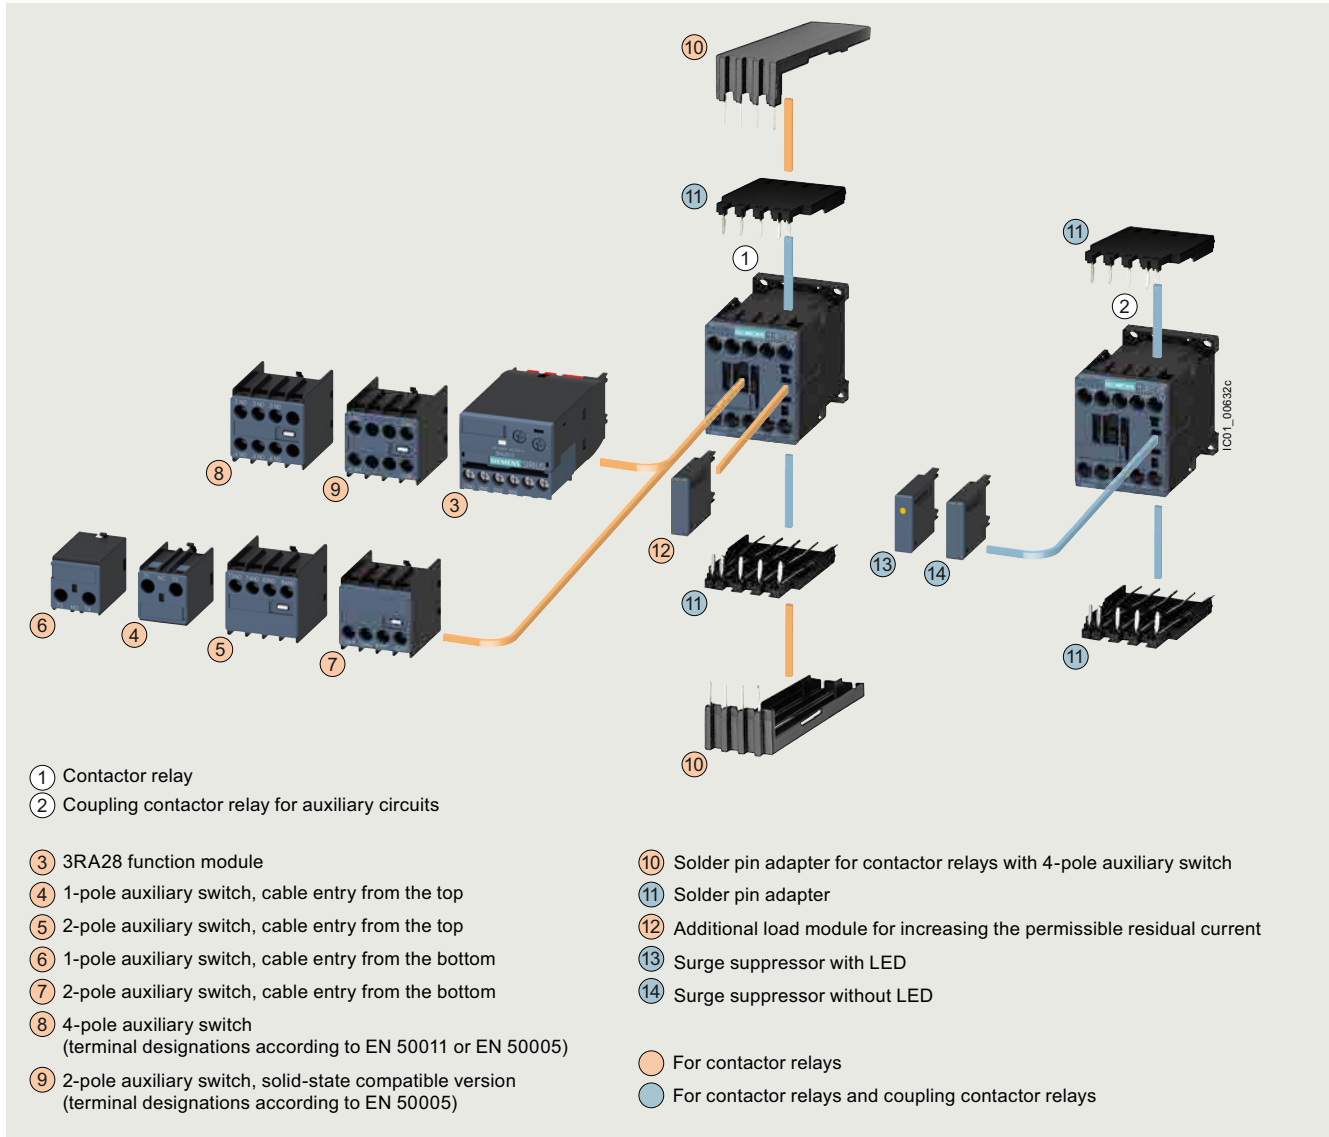 10
11
1
11
2
SIEMENS
8
9
3
SIEMENS SIRIUS
12
13
14
11
11
6
4
5
7
10
IC01_00632c
1 Contactor relay
2 Coupling contactor relay for auxiliary circuits
3 3RA28 function module
4 1-pole auxiliary switch, cable entry from the top
5 2-pole auxiliary switch, cable entry from the top
6 1-pole auxiliary switch, cable entry from the bottom
7 2-pole auxiliary switch, cable entry from the bottom
8 4-pole auxiliary switch
(terminal designations according to EN 50011 or EN 50005)
9 2-pole auxiliary switch, solid-state compatible version
(terminal designations according to EN 50005)
10 Solder pin adapter for contactor relays with 4-pole auxiliary switch
11 Solder pin adapter
12 Additional load module for increasing the permissible residual current
13 Surge suppressor with LED
14 Surge suppressor without LED
For contactor relays
For contactor relays and coupling contactor relays